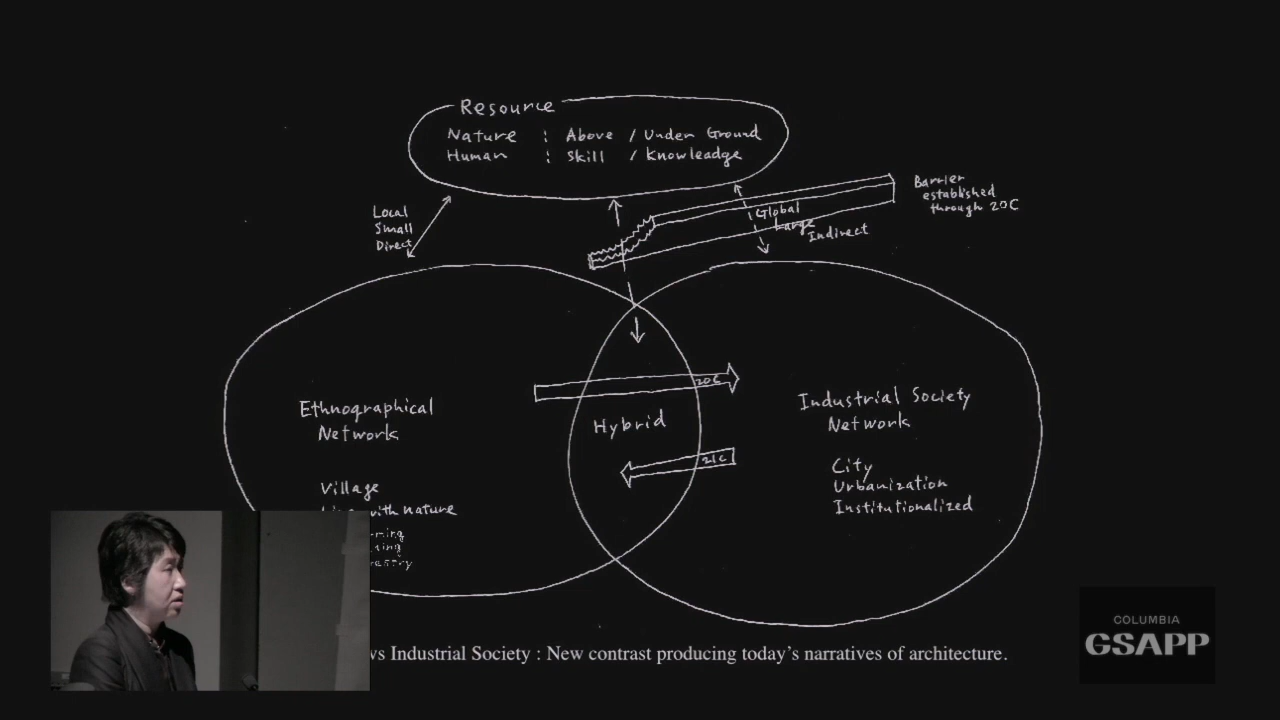 Resource
Nature : Above / Under Ground
Human : Skill / Knowleadge
Local
Small
Direct
Global
Large
Indirect
Barrier
established
through 20C
20C
Hybrid
21C
Ethnographical
Network
Village
with nature
Industrial Society
Network
City
Urbanization
Institutionalized
vs Industrial Society : New contrast producing today's narratives of architecture.
COLUMBIA
GSAPP